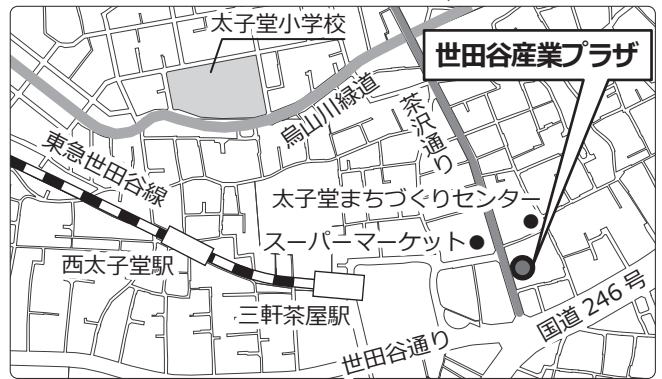 太子堂小学校
世田谷産業プラザ
烏山川緑道
茶沢通り
東急世田谷線
太子堂まちづくりセンター
スーパーマーケット
西太子堂駅
三軒茶屋駅
国道 246 号
世田谷通り